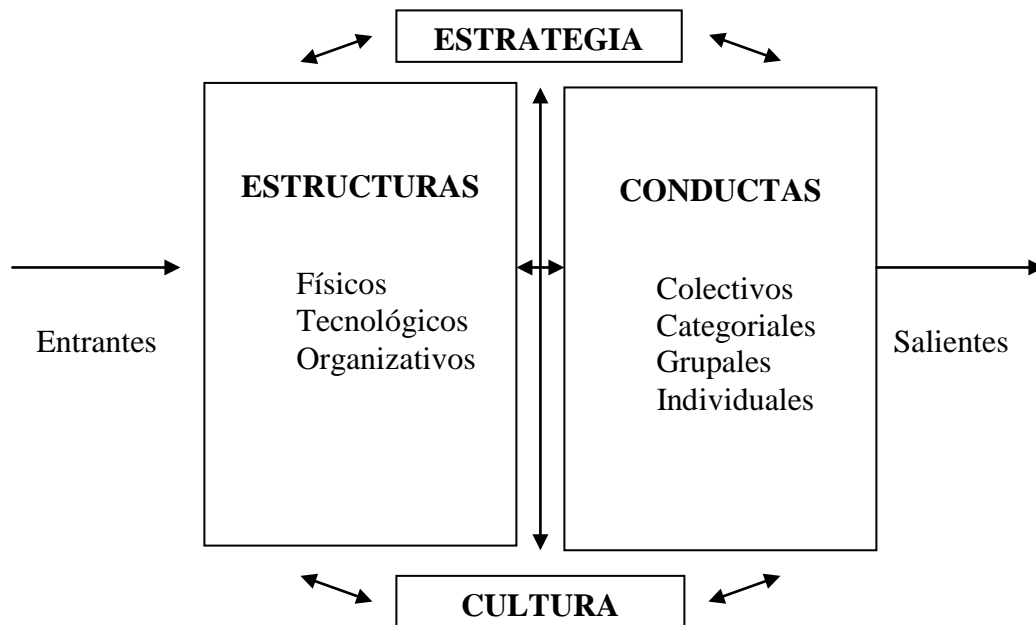 ESTRATEGIA
ESTRUCTURAS
Físicos
Tecnológicos
Organizativos
CONDUCTAS
Colectivos
Categoriales
Grupales
Individuales
Entrantes
Salientes
CULTURA